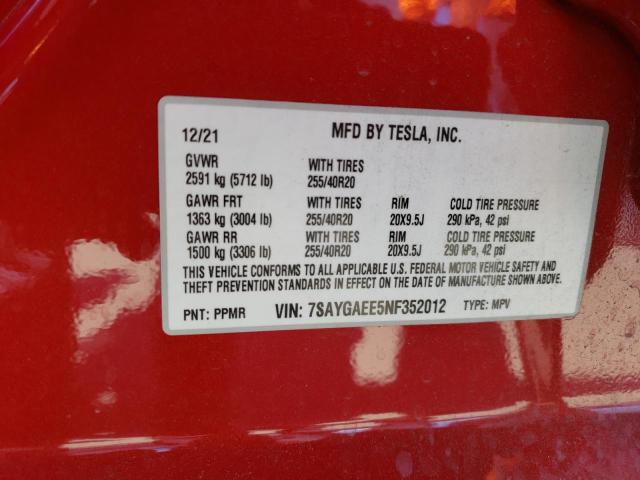 12/21 MFD BY TESLA, INC.
GVWR WITH TIRES
2591 kg (5712 lb) 255/40R20
GAWR FRT WITH TIRES RIM COLD TIRE PRESSURE
1363 kg (3004 lb) 255/40R20 20X9.5J 290 kPa, 42 psi
GAWR RR WITH TIRES RIM COLD TIRE PRESSURE
1500 kg (3306 lb) 255/40R20 20X9.5J 290 kPa, 42 psi
THIS VEHICLE CONFORMS TO ALL APPLICABLE U.S. FEDERAL MOTOR VEHICLE SAFETY AND
THEFT PREVENTION STANDARDS IN EFFECT ON THE DATE OF MANUFACTURE SHOWN ABOVE.
PNT: PPMR VIN: 7SAYGAEE5NF352012 TYPE: MPV